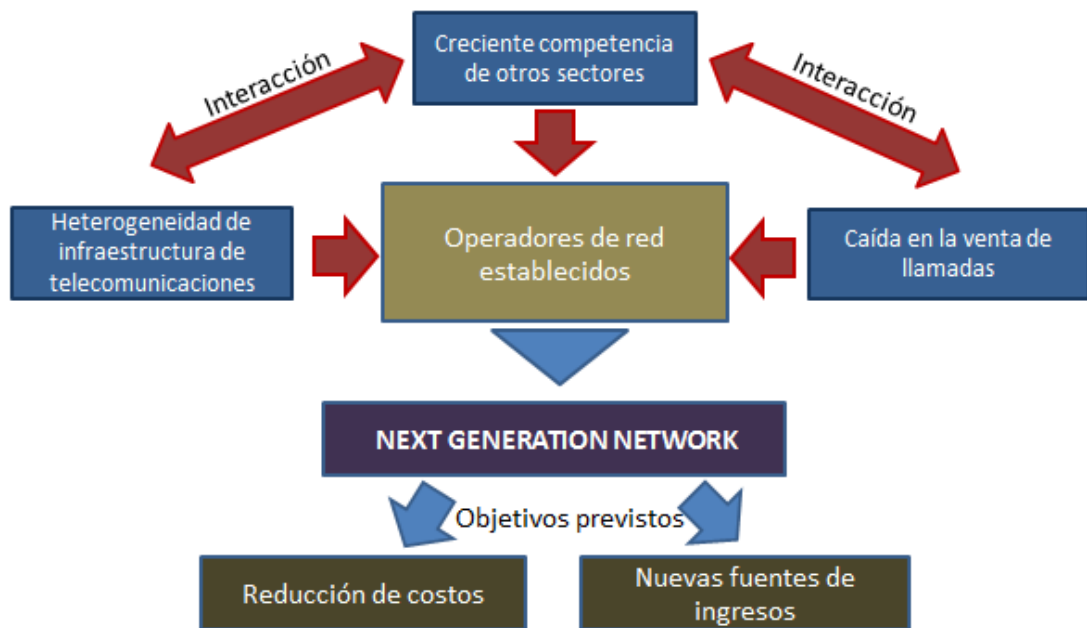 Creciente competencia
de otros sectores
Interacción
Interacción
Heterogeneidad de
infraestructura de
telecomunicaciones
Operadores de red
establecidos
Caída en la venta de
llamadas
NEXT GENERATION NETWORK
Objetivos previstos
Reducción de costos
Nuevas fuentes de
ingresos